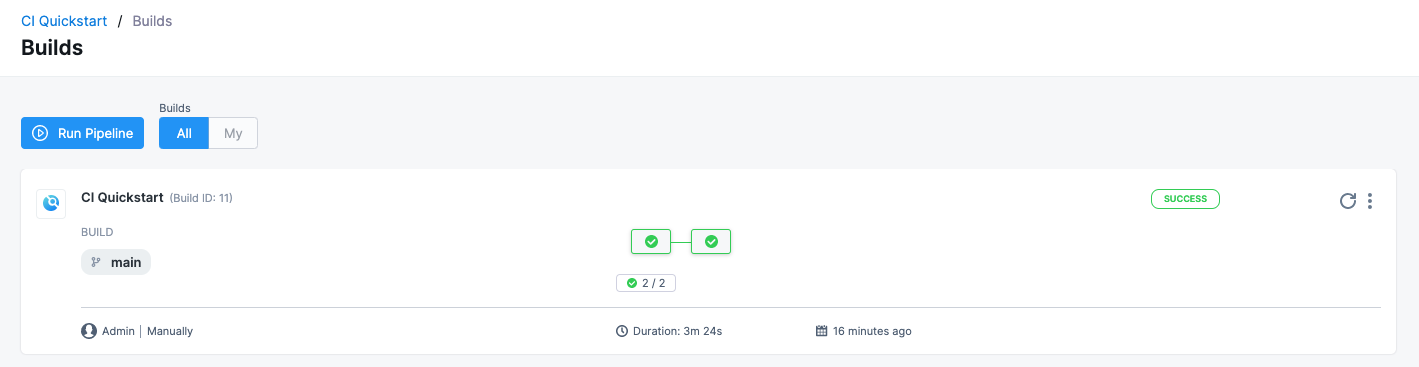 CI Quickstart / Builds
Builds
Builds
Run Pipeline All My
CI Quickstart (Build ID: 11) SUCCESS
BUILD
main
2 / 2
Admin | Manually Duration: 3m 24s 16 minutes ago